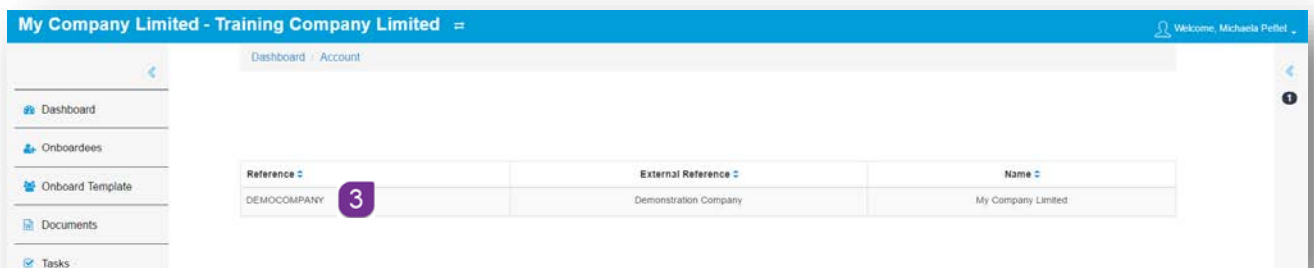 My Company Limited - Training Company Limited
Welcome, Michaela Peffet
Dashboard / Account
1
Dashboard
Onboardees
Onboard Template
Documents
Tasks
Reference External Reference Name
DEMOCOMPANY 3 Demonstration Company My Company Limited